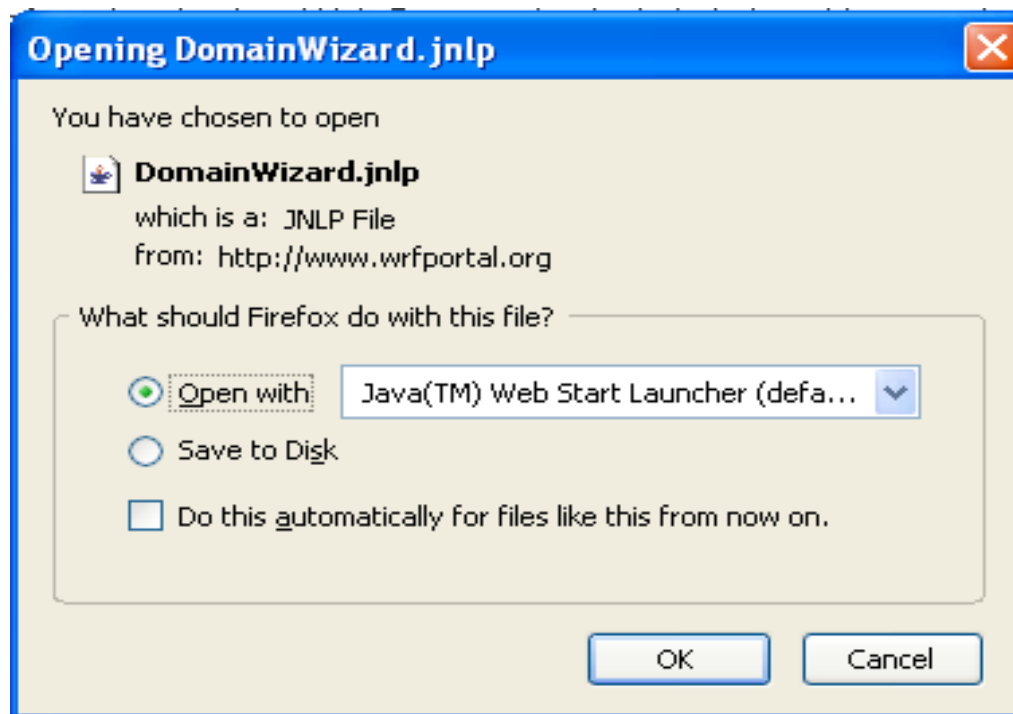 Opening DomainWizard.jnlp
You have chosen to open
DomainWizard.jnlp
which is a: JNLP File
from: http://www.wrfportal.org
What should Firefox do with this file?
Open with Java(TM) Web Start Launcher (defa...
Save to Disk
Do this automatically for files like this from now on.
OK Cancel